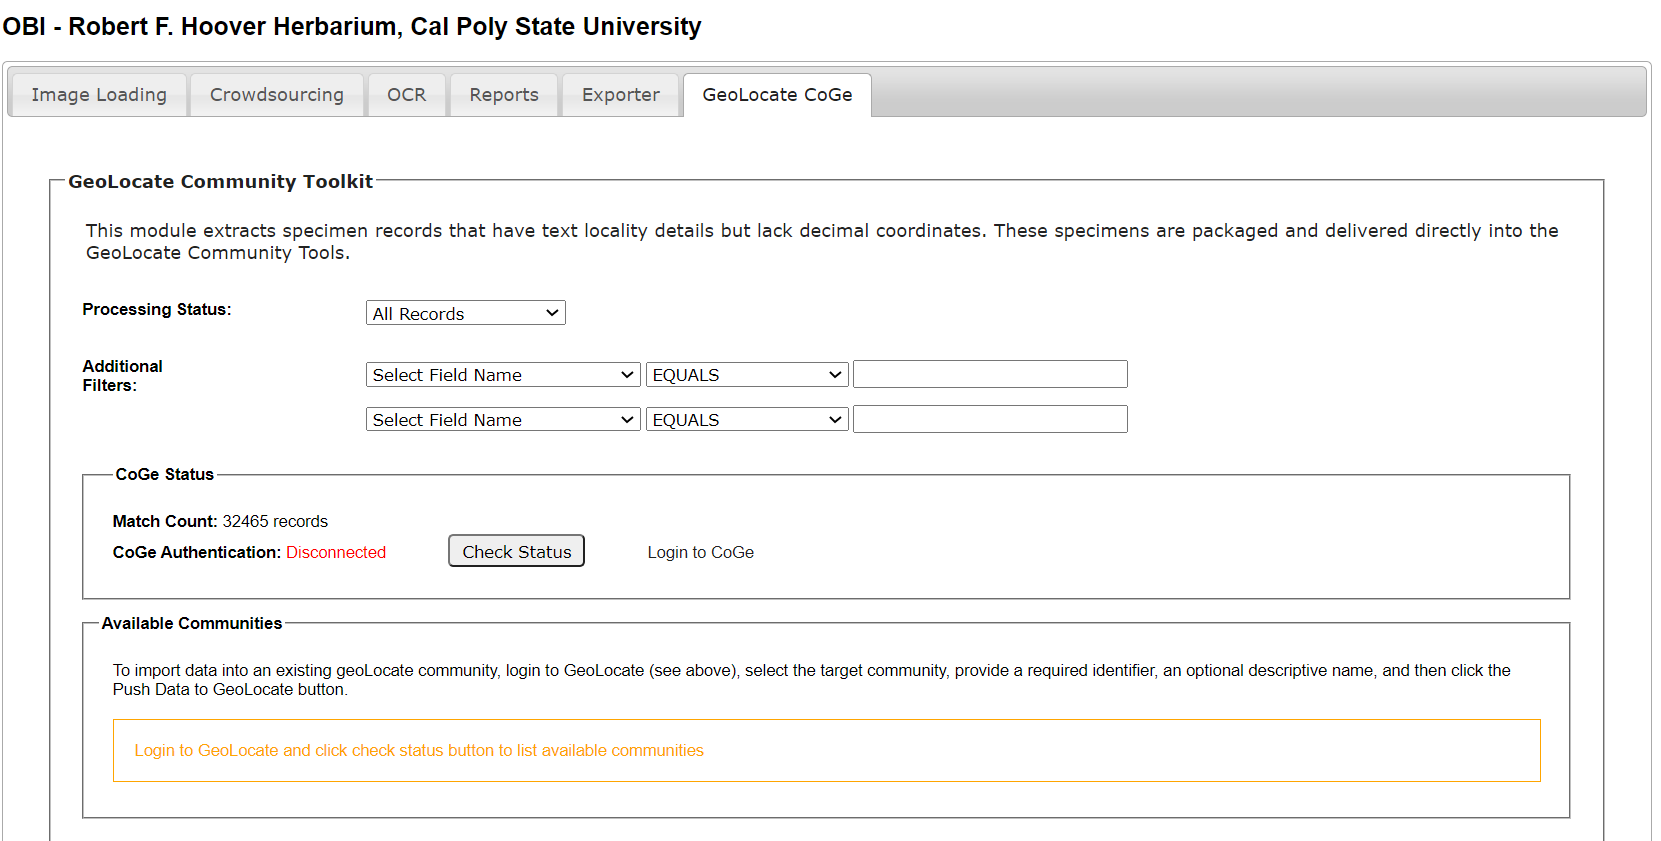 OBI - Robert F. Hoover Herbarium, Cal Poly State University
Image Loading Crowdsourcing OCR Reports Exporter GeoLocate CoGe
GeoLocate Community Toolkit
This module extracts specimen records that have text locality details but lack decimal coordinates. These specimens are packaged and delivered directly into the
GeoLocate Community Tools.
Processing Status: All Records
Additional
Filters:
Select Field Name EQUALS
Select Field Name EQUALS
CoGe Status
Match Count: 32465 records
CoGe Authentication: Disconnected Check Status Login to CoGe
Available Communities
To import data into an existing geoLocate community, login to GeoLocate (see above), select the target community, provide a required identifier, an optional descriptive name, and then click the
Push Data to GeoLocate button.
Login to GeoLocate and click check status button to list available communities